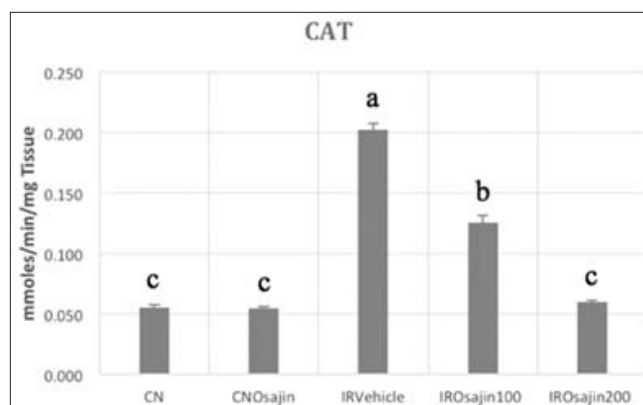 CAT
0.250
0.200
0.150
0.100
0.050
0.000
mmoles/min/mg Tissue
c
c
a
b
c
CN
CNOsajin
IRVehicle
IROsajin100
IROsajin200